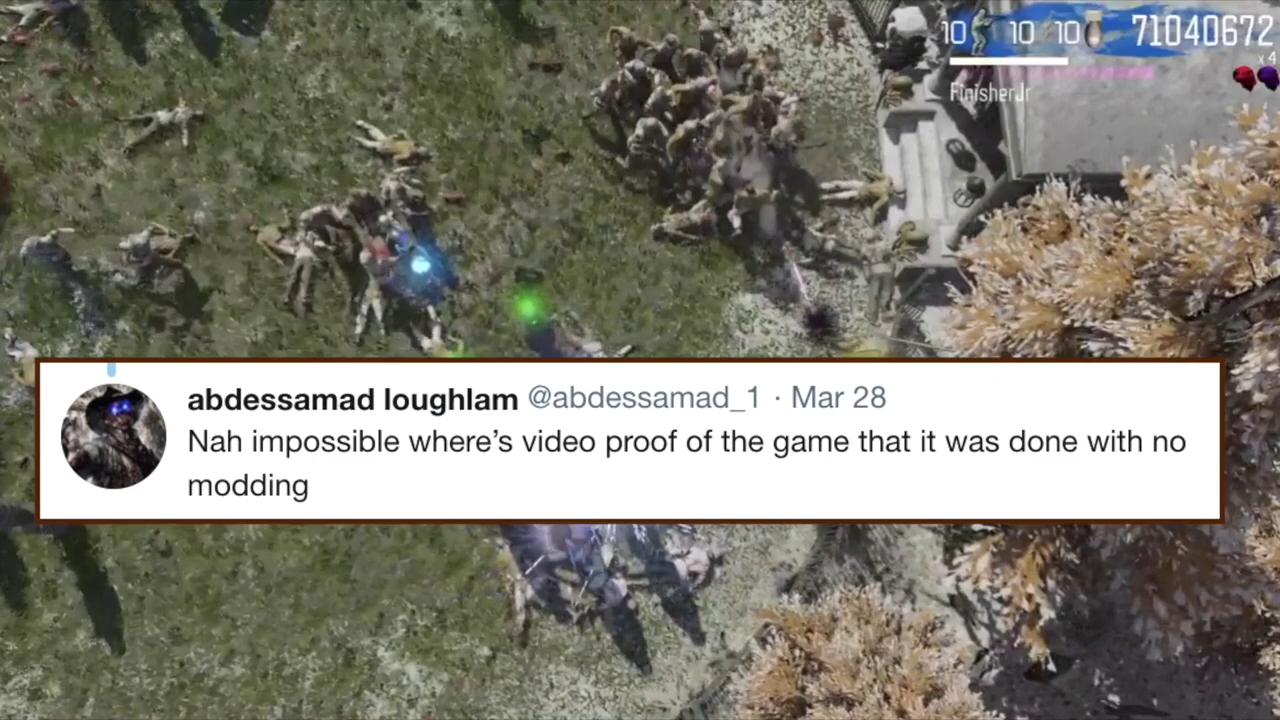 10 10 10 71040672
x4
FinisherJr
abdessamad loughlam @abdessamad_1 · Mar 28
Nah impossible where’s video proof of the game that it was done with no
modding